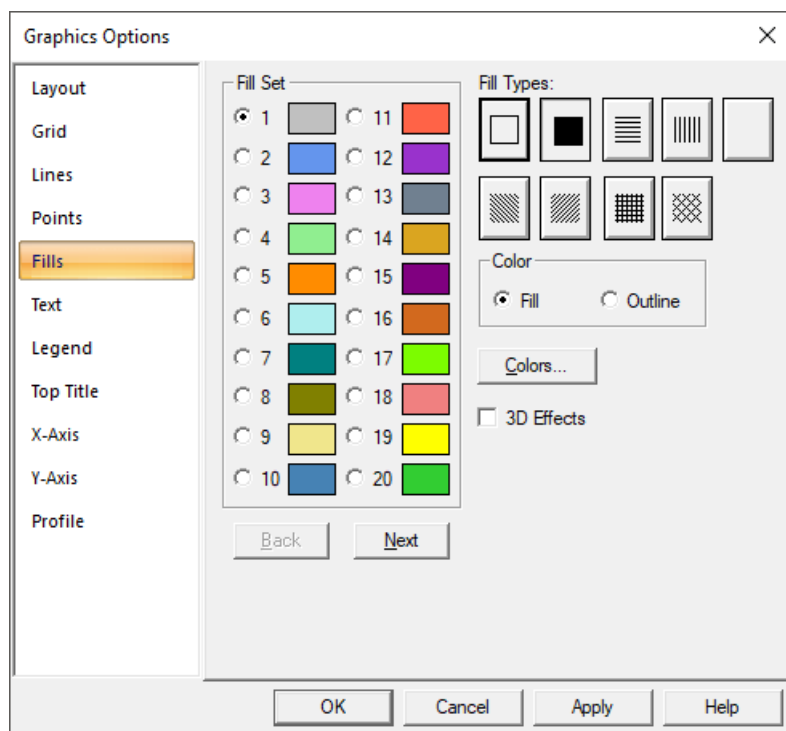 Graphics Options
Layout
Grid
Lines
Points
Fills
Text
Legend
Top Title
X-Axis
Y-Axis
Profile
Fill Set
1 11
2 12
3 13
4 14
5 15
6 16
7 17
8 18
9 19
10 20
Back Next
Fill Types:
Color
Fill Outline
Colors...
3D Effects
OK Cancel Apply Help